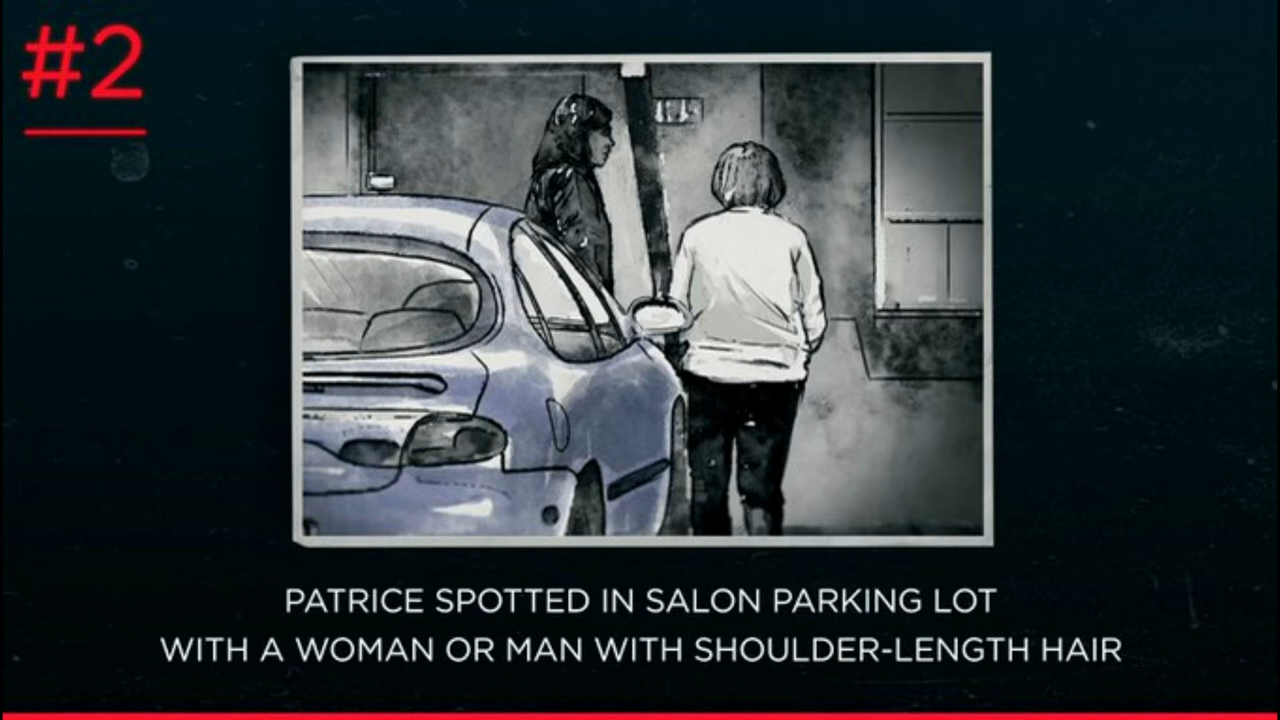 #2
PATRICE SPOTTED IN SALON PARKING LOT
WITH A WOMAN OR MAN WITH SHOULDER-LENGTH HAIR